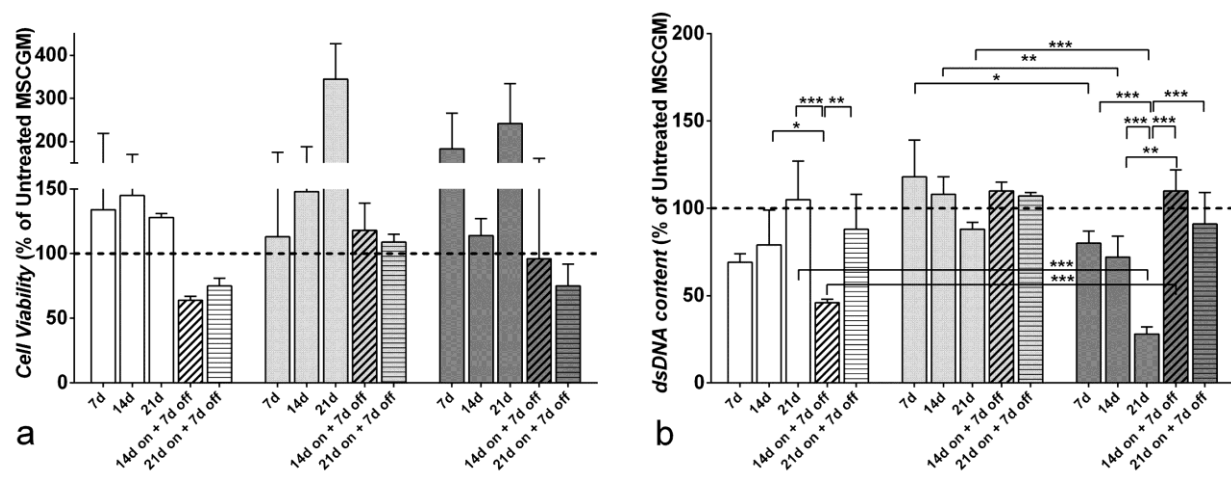 Cell Viability (% of Untreated MSCGM)
400
300
200
150
100
50
0
7d 14d 21d 14d on + 7d off 21d on + 7d off
7d 14d 21d 14d on + 7d off 21d on + 7d off
7d 14d 21d 14d on + 7d off 21d on + 7d off
a
dsDNA content (% of Untreated MSCGM)
200
150
100
50
0
***
**
*
*** **
*
***
***
*** ***
**
***
***
7d 14d 21d 14d on + 7d off 21d on + 7d off
7d 14d 21d 14d on + 7d off 21d on + 7d off
7d 14d 21d 14d on + 7d off 21d on + 7d off
b